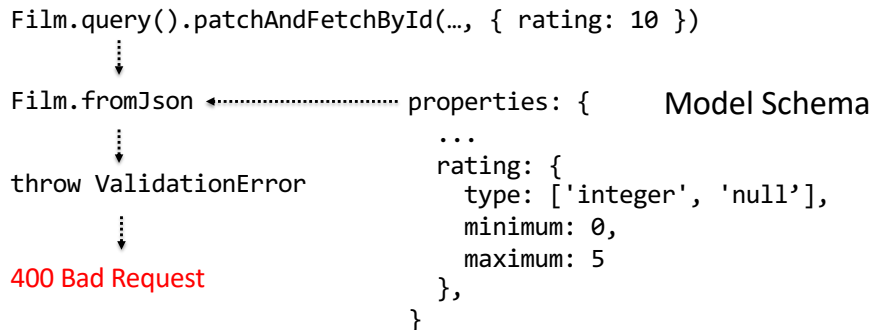 Film.query().patchAndFetchById(…, { rating: 10 })
Film.fromJson
properties: {
Model Schema
...
rating: {
throw ValidationError
type: ['integer', 'null’],
minimum: 0,
maximum: 5
400 Bad Request
},
}